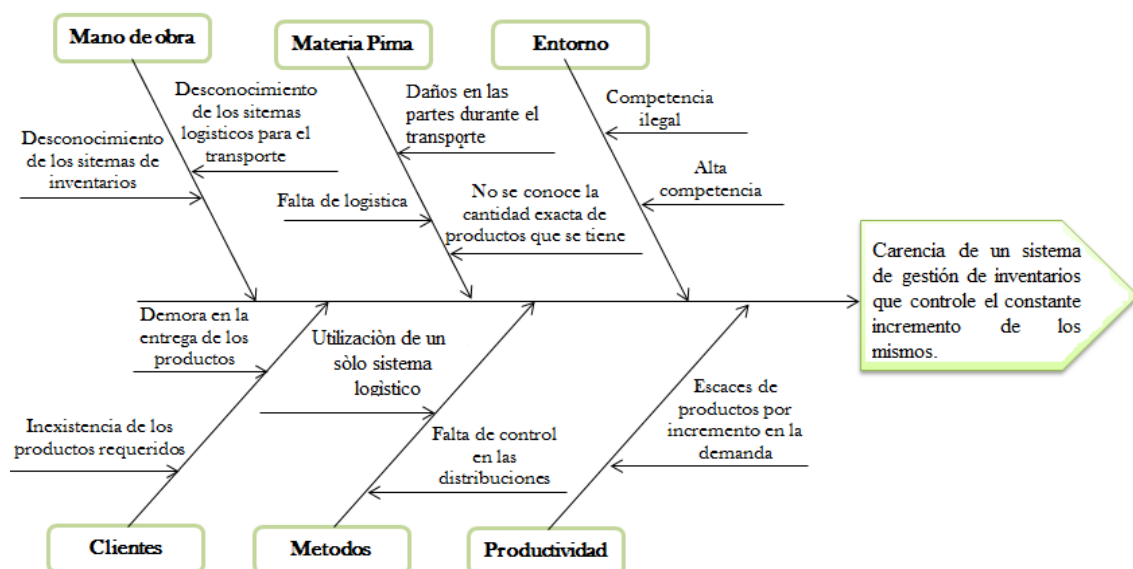 Mano de obra
Materia Pima
Entorno
Desconocimiento
de los sitemas
logisticos para el
transporte
Desconocimiento
de los sitemas de
inventarios
Daños en las
partes durante el
transporte
Falta de logistica
No se conoce la
cantidad exacta de
productos que se tiene
Competencia
ilegal
Alta
competencia
Carencia de un sistema
de gestión de inventarios
que controle el constante
incremento de los
mismos.
Demora en la
entrega de los
productos
Inexistencia de los
productos requeridos
Utilizaciòn de un
sòlo sistema
logìstico
Falta de control
en las
distribuciones
Escaces de
productos por
incremento en la
demanda
Clientes
Metodos
Productividad